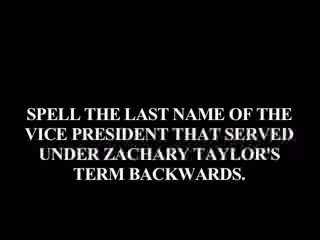 SPELL THE LAST NAME OF THE
VICE PRESIDENT THAT SERVED
UNDER ZACHARY TAYLOR'S
TERM BACKWARDS.